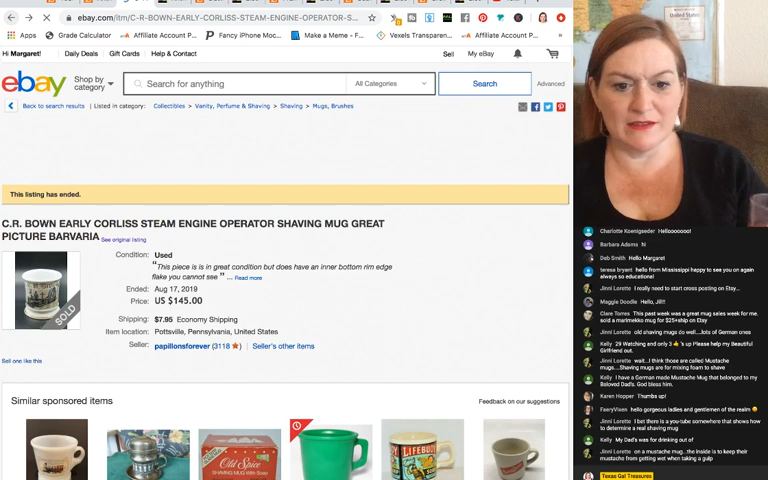 ebay.com/itm/C-R-BOWN-EARLY-CORLISS-STEAM-ENGINE-OPERATOR-S...
Apps Grade Calculator Affiliate Account P... Fancy iPhone Moc... Make a Meme - F... Vexels Transparen... Affiliate Account P... »
Hi Margaret! Daily Deals Gift Cards Help & Contact Sell My eBay
ebay Shop by category Search for anything All Categories Search Advanced
Back to search results | Listed in category: Collectibles > Vanity, Perfume & Shaving > Shaving > Mugs, Brushes
This listing has ended.
C.R. BOWN EARLY CORLISS STEAM ENGINE OPERATOR SHAVING MUG GREAT
PICTURE BARVARIA See original listing
SOLD
Condition: Used
“This piece is is in great condition but does have an inner bottom rim edge
flake you cannot see” ... Read more
Ended: Aug 17, 2019
Price: US $145.00
Shipping: $7.95 Economy Shipping
Item location: Pottsville, Pennsylvania, United States
Seller: papillonsforever (3118 ) | Seller's other items
Sell one like this
Similar sponsored items Feedback on our suggestions
Old Spice
SHAVING MUG
LIFEBUOY
United States
Charlotte Koenigseder Helloooooo!
Barbara Adams hi
Deb Smith Hello Margaret
teresa bryant hello from Mississippi happy to see you on again
always so educational
Jinni Lorette I really need to start cross posting on Etsy...
Maggie Doodle Hello, Jill!!
Clare Torres This past week was a great mug sales week for me.
sold a marimekko mug for $25+ship on Etsy
Jinni Lorette old shaving mugs do well...lots of German ones
Kelly 29 Watching and only 3 👍's up Please help my Beautiful
Girlfriend out.
Jinni Lorette wait...I think those are called Mustache
mugs....Shaving mugs are for mixing foam to shave
Kelly I have a German made Mustache Mug that belonged to my
Beloved Dad's. God bless him.
Karen Hopper Thumbs up!
FaeryVixen hello gorgeous ladies and gentlemen of the realm 😊
Jinni Lorette I bet there is a you-tube somewhere that shows how
to determine a real shaving mug
Kelly My Dad's was for drinking out of
Jinni Lorette on a mustache mug...the inside is to keep their
mustache from getting wet when taking a gulp
Texas Gal Treasures